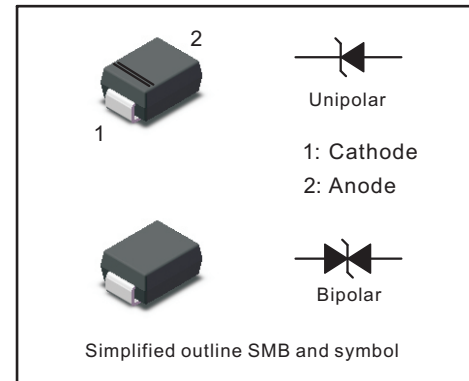 2
1
Unipolar
1: Cathode
2: Anode
Bipolar
Simplified outline SMB and symbol